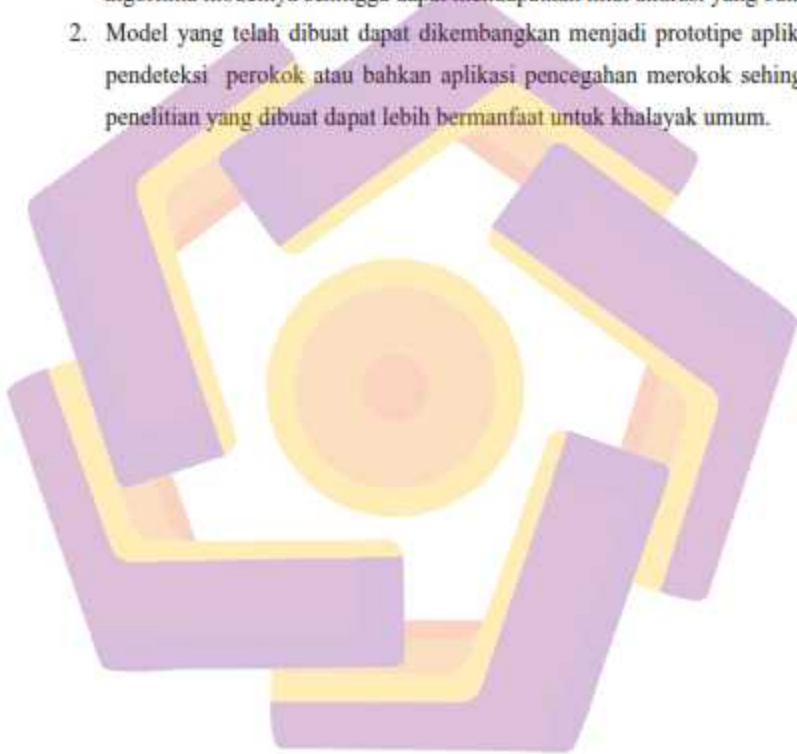 2. Model yang telah dibuat dapat dikembangkan menjadi prototipe aplik
pendeteksi perokok atau bahkan aplikasi pencegahan merokok sehing
penelitian yang dibuat dapat lebih bermanfaat untuk khalayak umum.